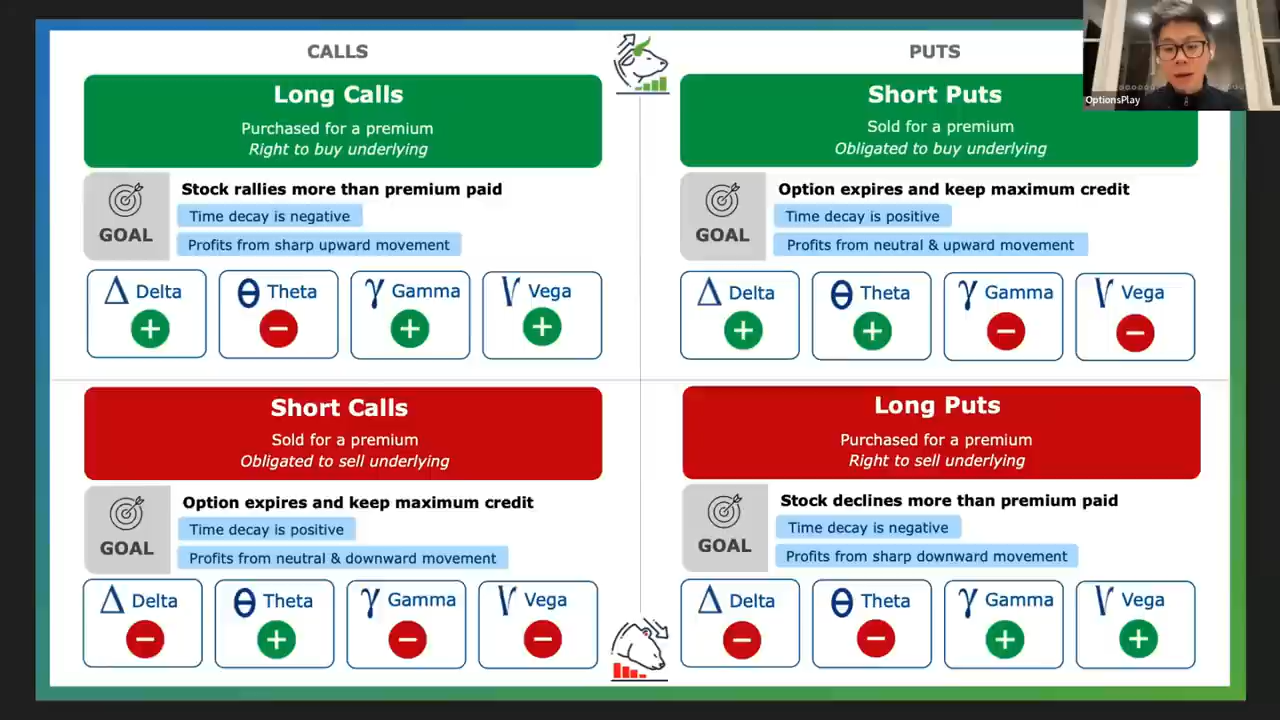 CALLS
PUTS
OptionsPlay
Long Calls
Purchased for a premium
Right to buy underlying
GOAL
Stock rallies more than premium paid
Time decay is negative
Profits from sharp upward movement
Δ Delta
+
θ Theta
−
γ Gamma
+
ν Vega
+
Short Puts
Sold for a premium
Obligated to buy underlying
GOAL
Option expires and keep maximum credit
Time decay is positive
Profits from neutral & upward movement
Δ Delta
+
θ Theta
+
γ Gamma
−
ν Vega
−
Short Calls
Sold for a premium
Obligated to sell underlying
GOAL
Option expires and keep maximum credit
Time decay is positive
Profits from neutral & downward movement
Δ Delta
−
θ Theta
+
γ Gamma
−
ν Vega
−
Long Puts
Purchased for a premium
Right to sell underlying
GOAL
Stock declines more than premium paid
Time decay is negative
Profits from sharp downward movement
Δ Delta
−
θ Theta
−
γ Gamma
+
ν Vega
+